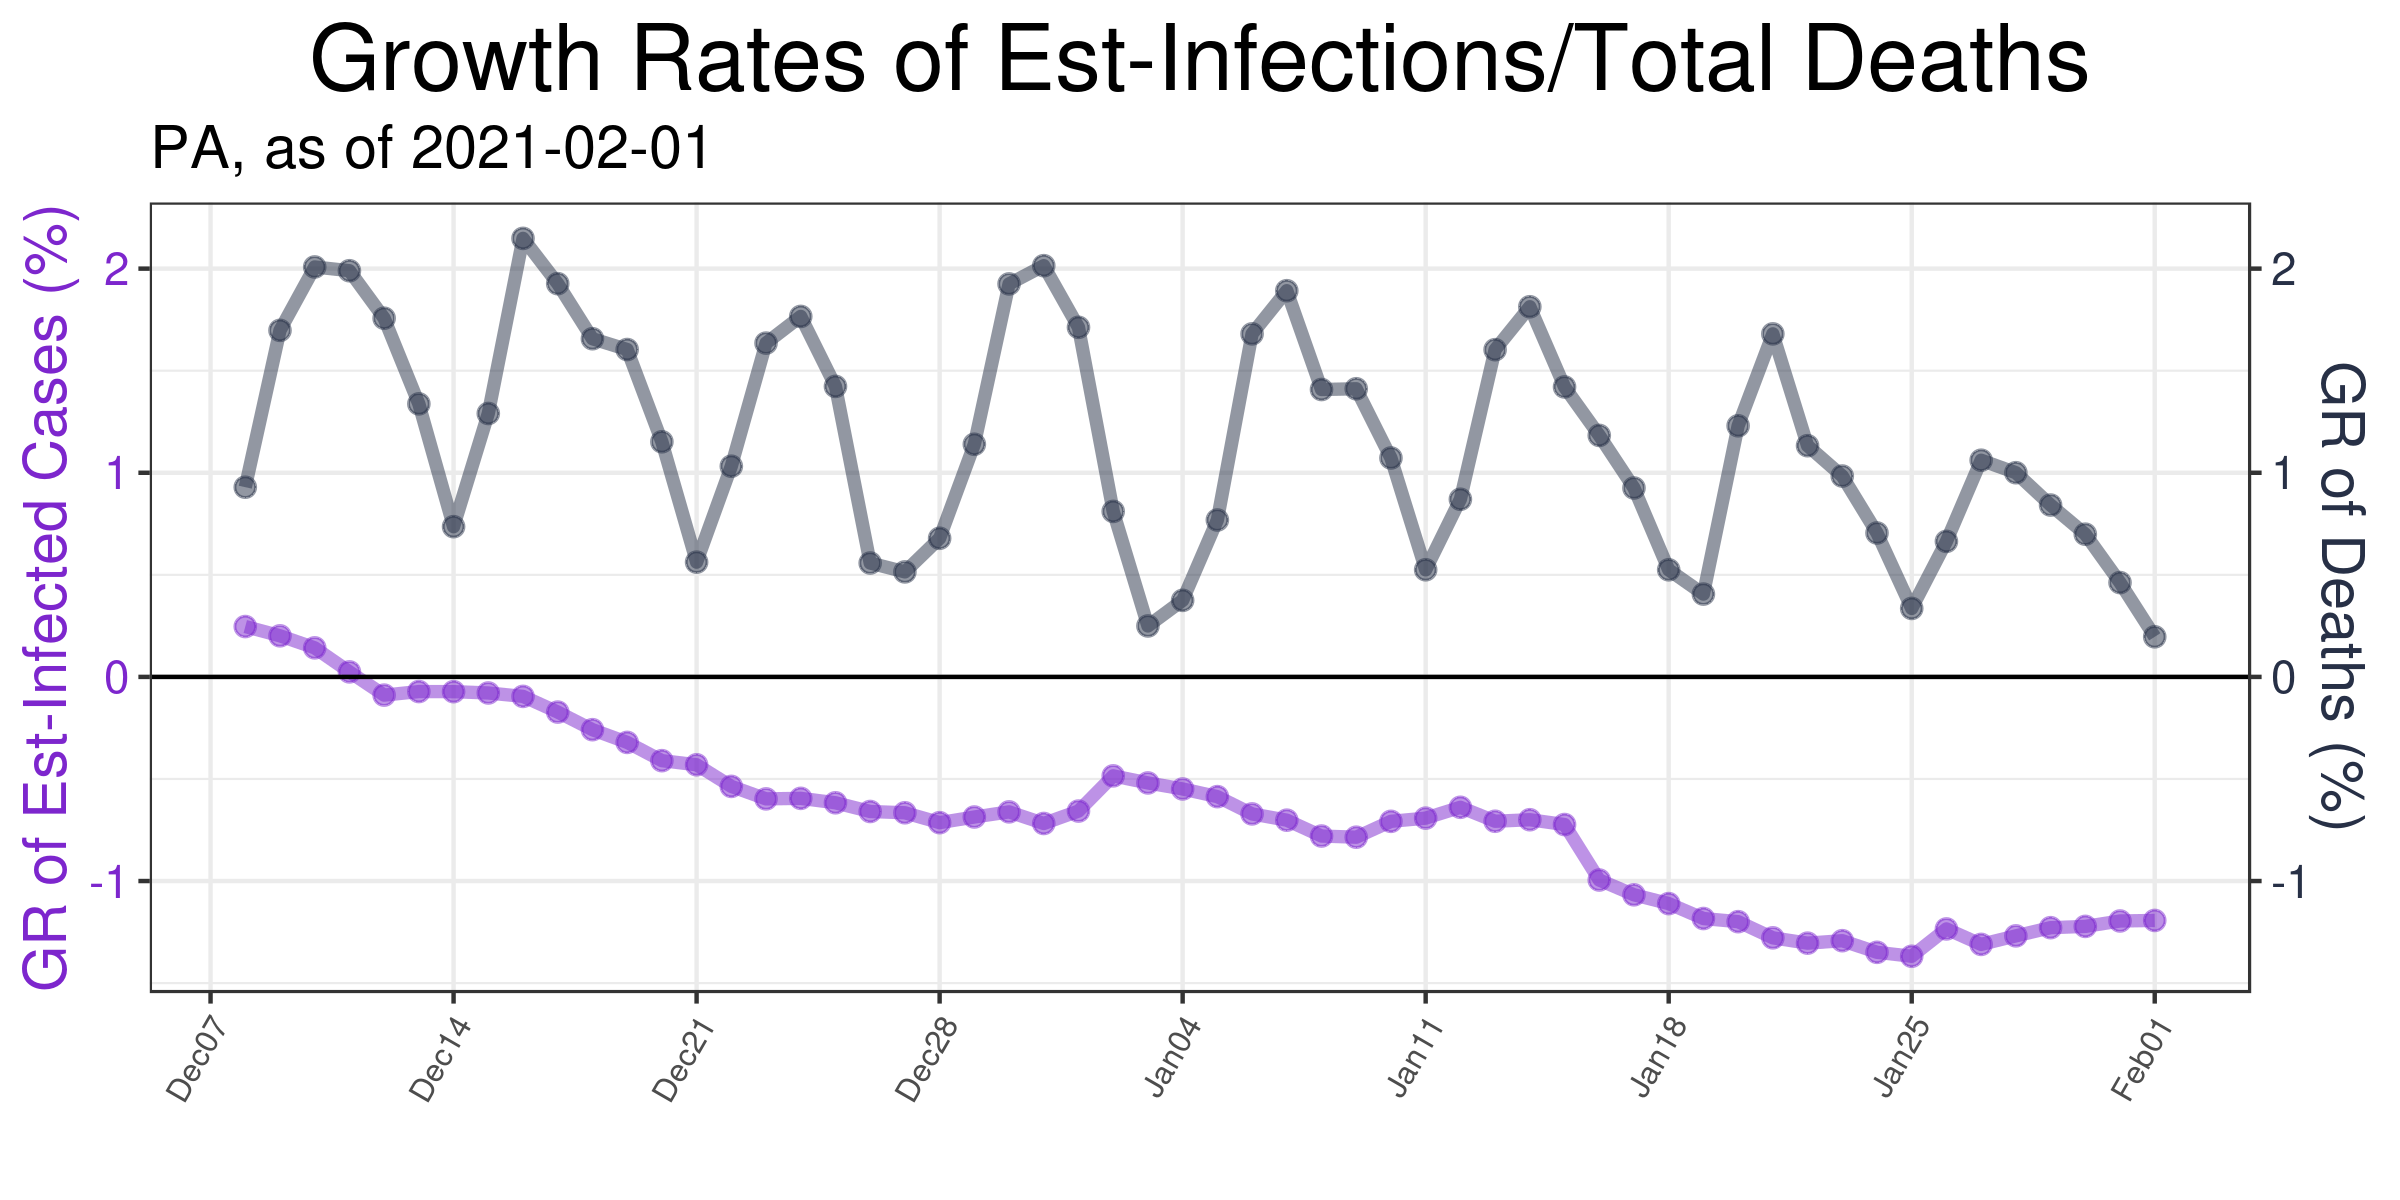 Growth Rates of Est-Infections/Total Deaths
PA, as of 2021-02-01
GR of Est-Infected Cases (%)
2
1
0
-1
2
1
0
-1
GR of Deaths (%)
Dec07
Dec14
Dec21
Dec28
Jan04
Jan11
Jan18
Jan25
Feb01